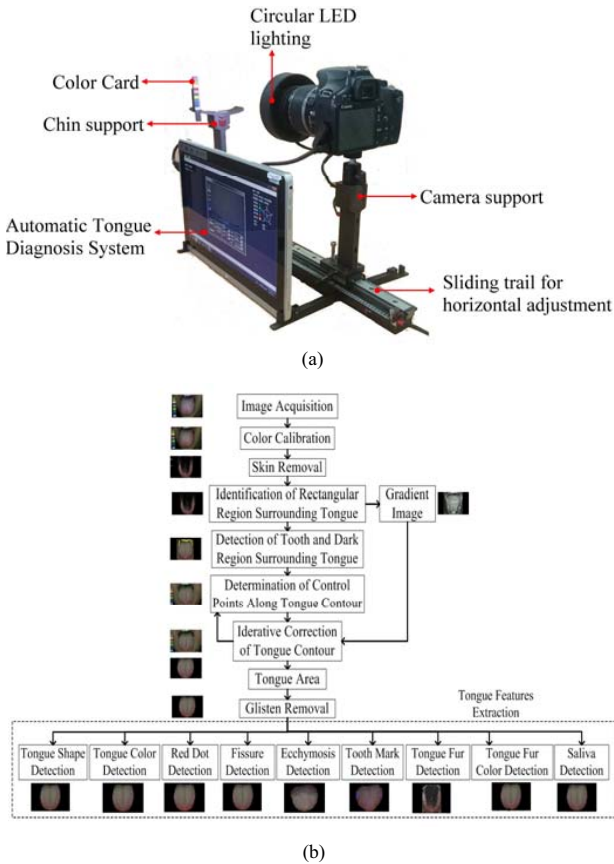 Circular LED
lighting
Color Card
Chin support
Camera support
Automatic Tongue
Diagnosis System
Sliding trail for
horizontal adjustment
(a)
Image Acquisition
Color Calibration
Skin Removal
Identification of Rectangular
Region Surrounding Tongue
Gradient
Image
Detection of Tooth and Dark
Region Surrounding Tongue
Determination of Control
Points Along Tongue Contour
Iderative Correction
of Tongue Contour
Tongue Area
Glisten Removal
Tongue Features
Extraction
Tongue Shape
Detection
Tongue Color
Detection
Red Dot
Detection
Fissure
Detection
Ecchymosis
Detection
Tooth Mark
Detection
Tongue Fur
Detection
Tongue Fur
Color Detection
Saliva
Detection
(b)